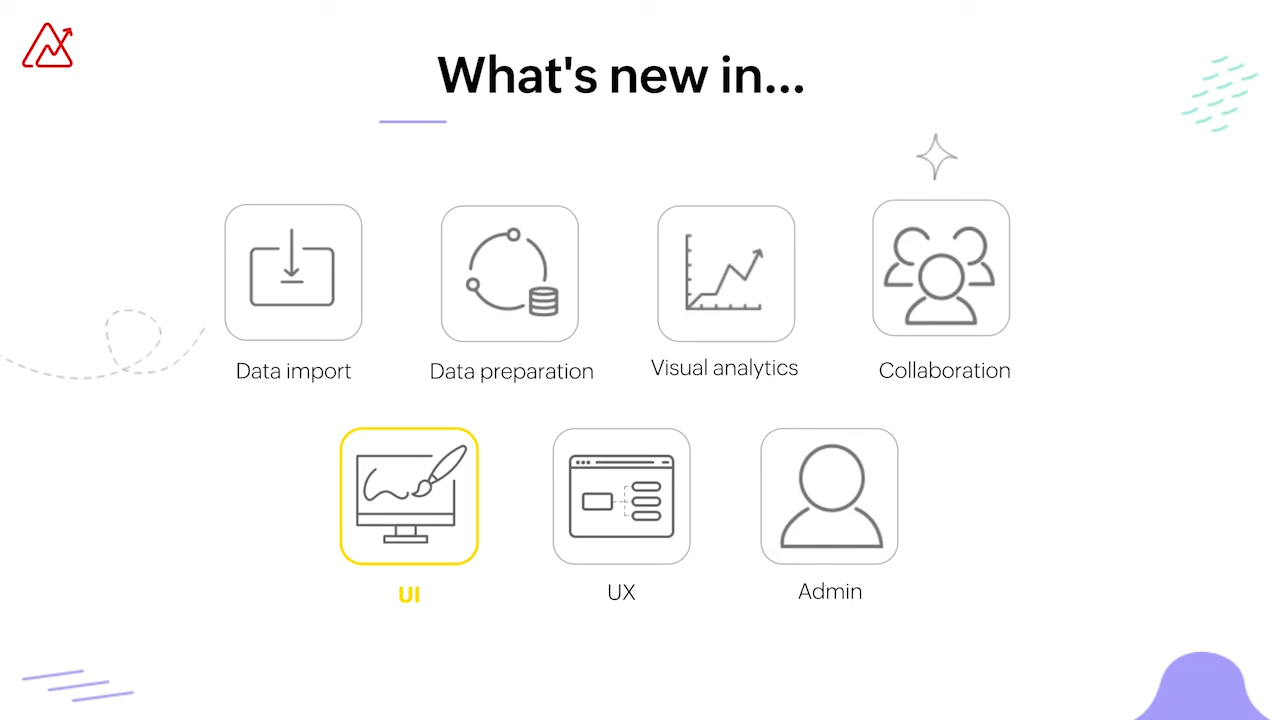 What's new in...
Data import
Data preparation
Visual analytics
Collaboration
UI
UX
Admin